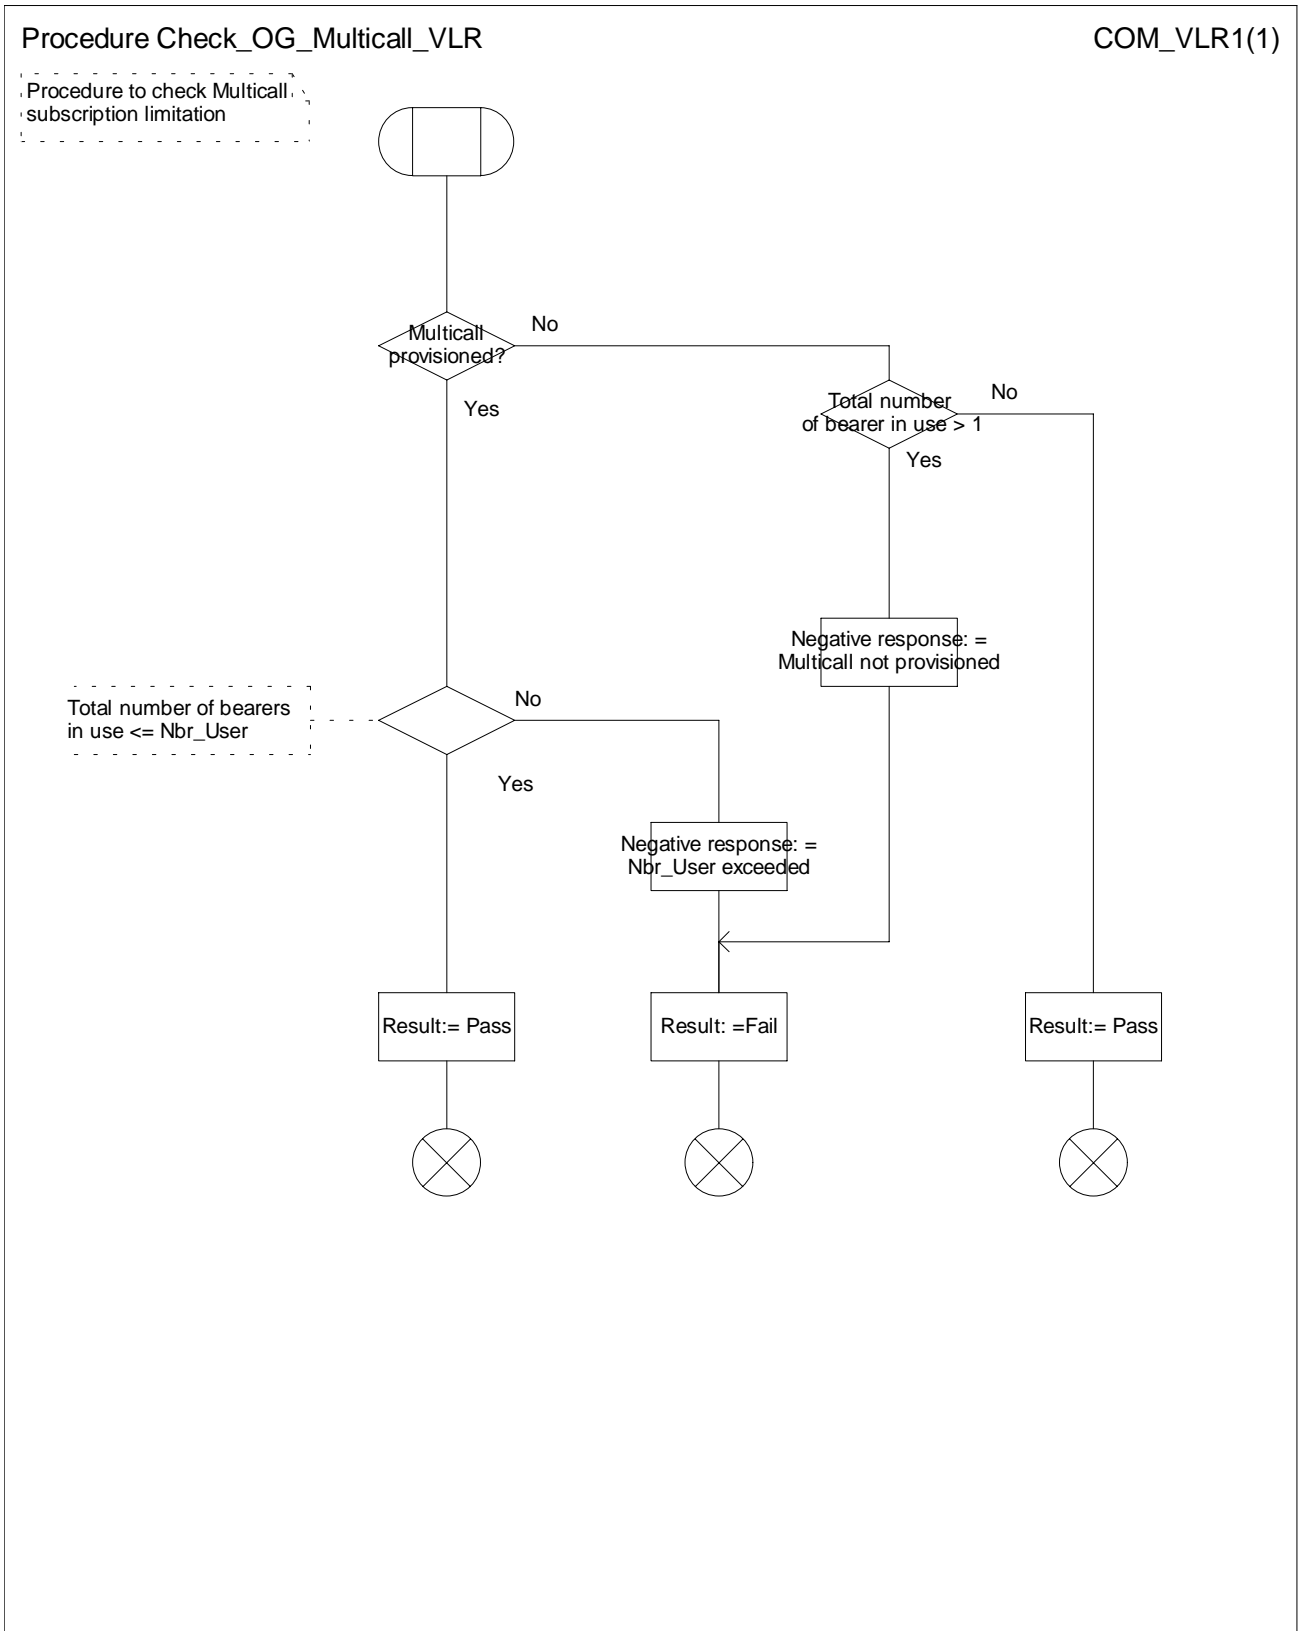 Procedure Check_OG_Multicall_VLR
COM_VLR1(1)
Procedure to check Multicall
subscription limitation
Multicall
provisioned?
No
Yes
Total number
of bearer in use > 1
No
Yes
Negative response: =
Multicall not provisioned
Total number of bearers
in use <= Nbr_User
No
Yes
Negative response: =
Nbr_User exceeded
Result:= Pass
Result: =Fail
Result:= Pass